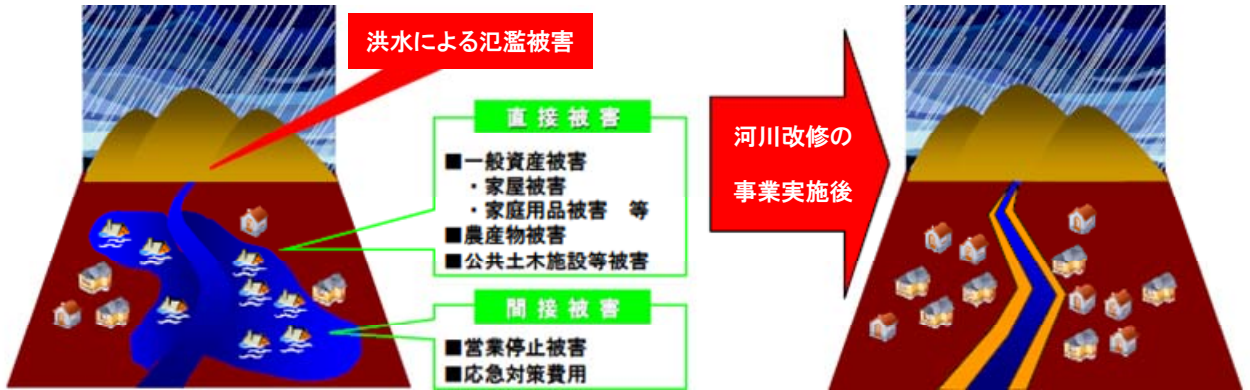 洪水による氾濫被害
直接被害
■一般資産被害
・家屋被害
・家庭用品被害　等
■農産物被害
■公共土木施設等被害
間接被害
■営業停止被害
■応急対策費用
河川改修の
事業実施後